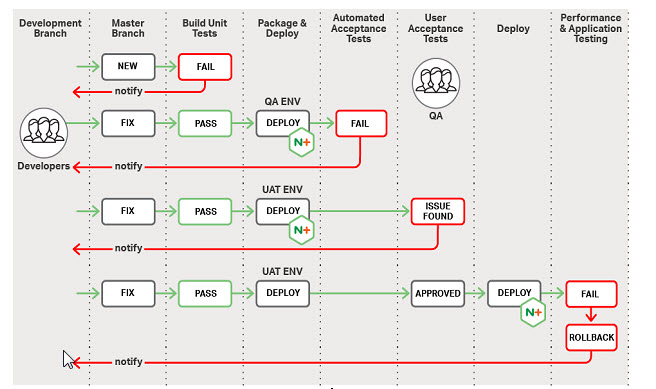 Development
Branch
Master
Branch
Build Unit
Tests
Package &
Deploy
Automated
Acceptance
Tests
User
Acceptance
Tests
Deploy
Performance
& Application
Testing
NEW
FAIL
notify
QA
Developers
QA ENV
FIX
PASS
DEPLOY
N+
FAIL
notify
UAT ENV
FIX
PASS
DEPLOY
N+
ISSUE
FOUND
notify
UAT ENV
FIX
PASS
DEPLOY
APPROVED
DEPLOY
N+
FAIL
ROLLBACK
notify